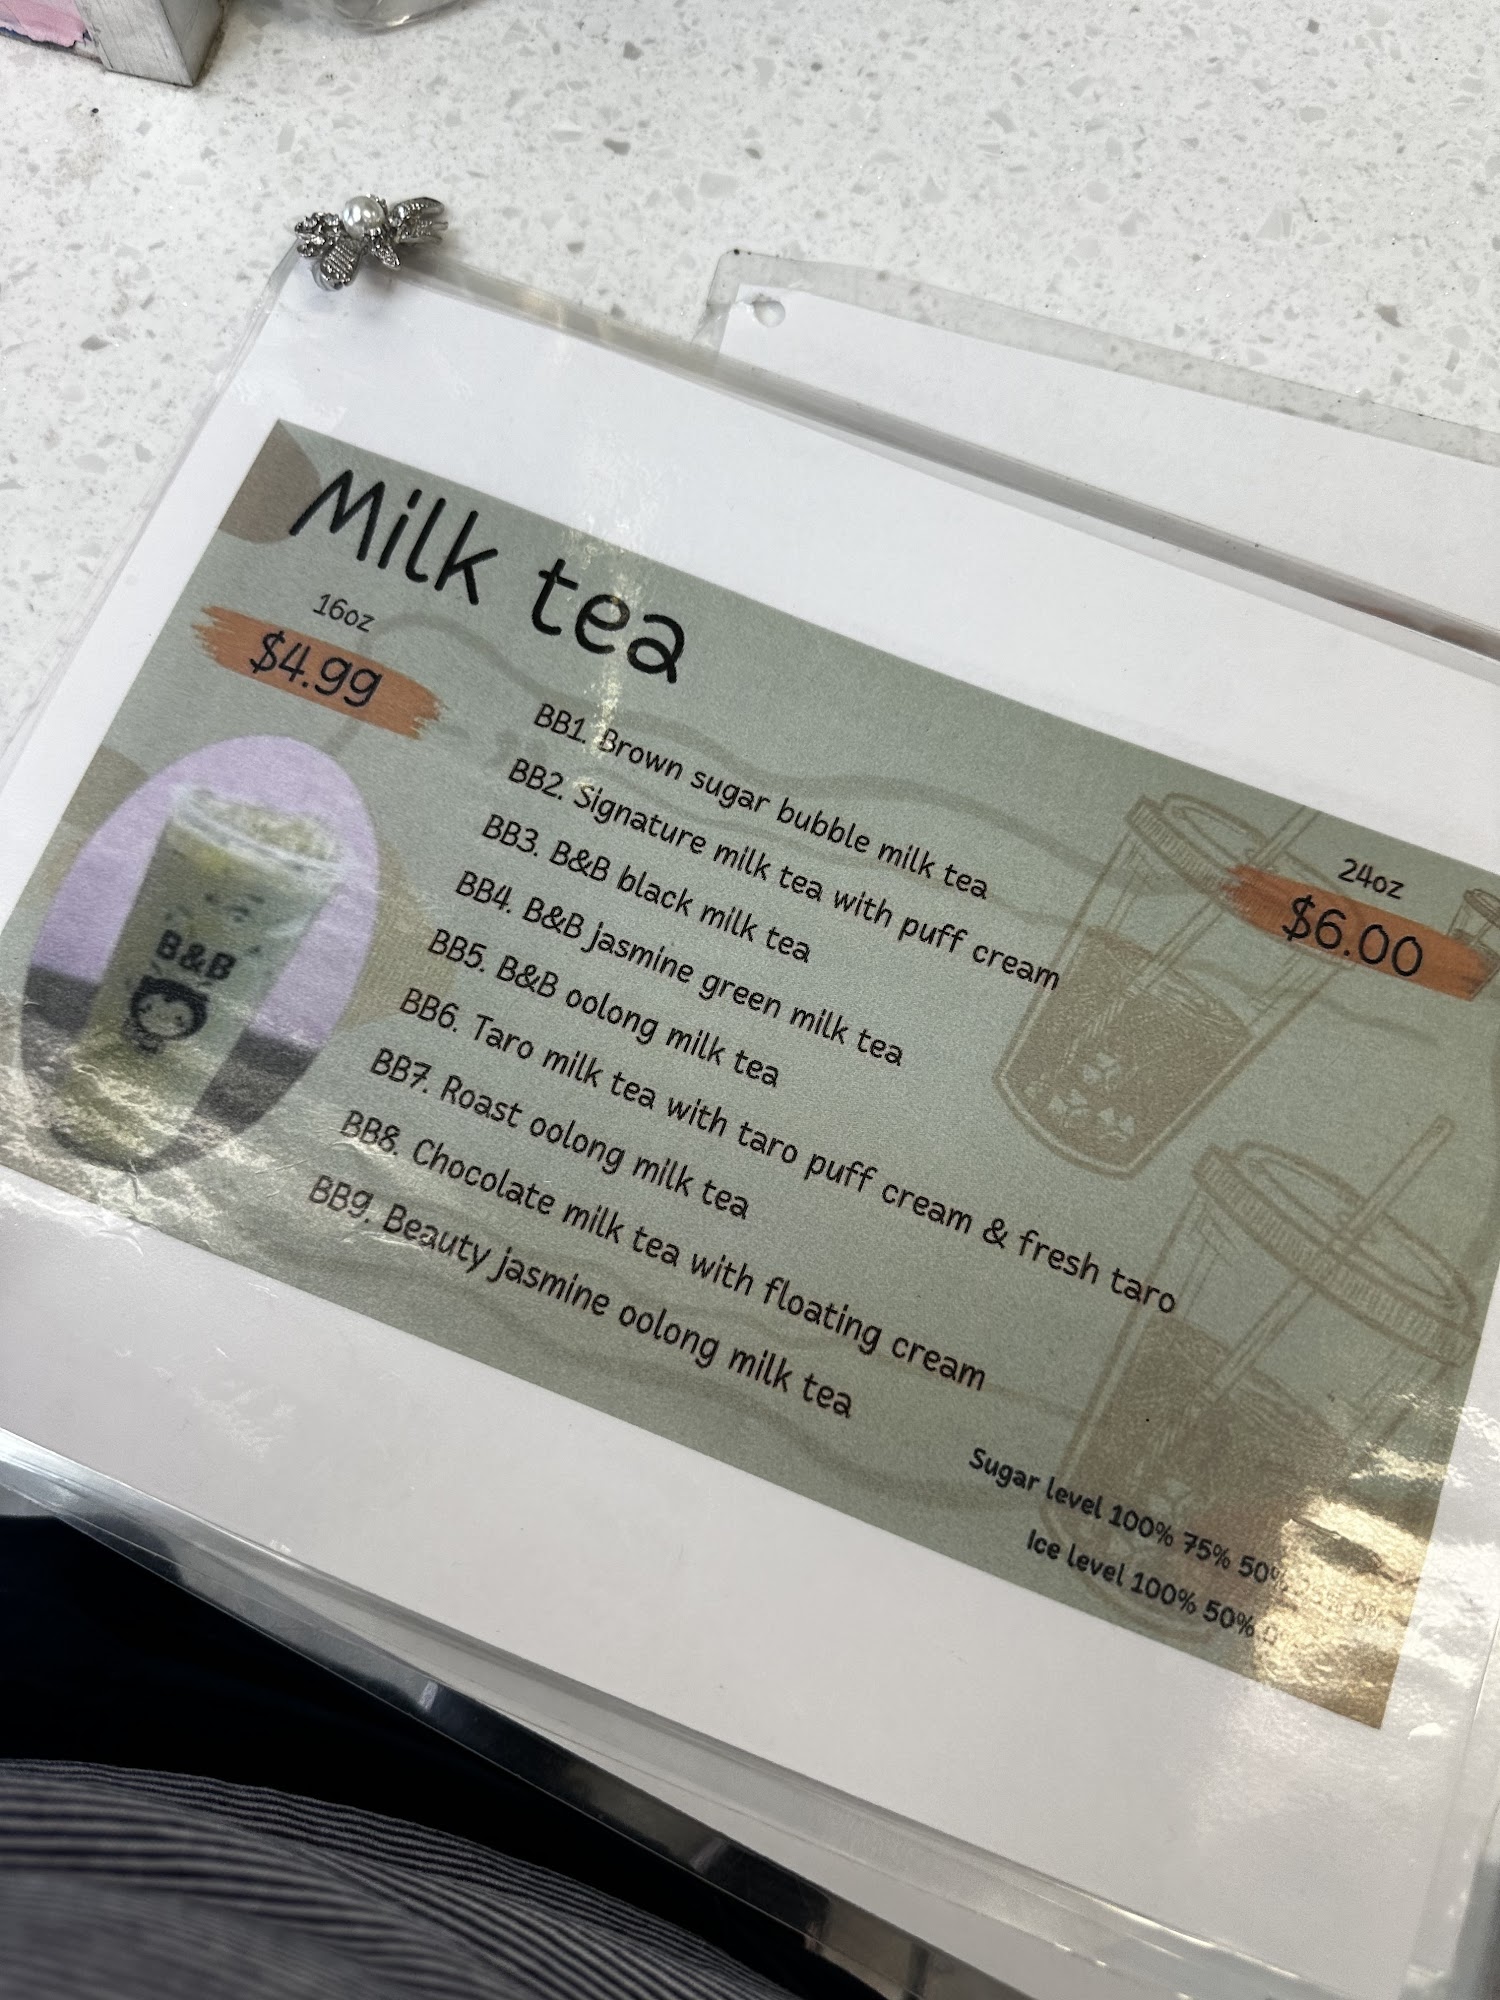 Milk tea
16oz
$4.99
24oz
$6.00
BB1. Brown sugar bubble milk tea
BB2. Signature milk tea with puff cream
BB3. B&B black milk tea
BB4. B&B jasmine green milk tea
BB5. B&B oolong milk tea
BB6. Taro milk tea with taro puff cream & fresh taro
BB7. Roast oolong milk tea
BB8. Chocolate milk tea with floating cream
BB9. Beauty jasmine oolong milk tea
B&B
Sugar level 100% 75% 50% 25% 0%
Ice level 100% 50%